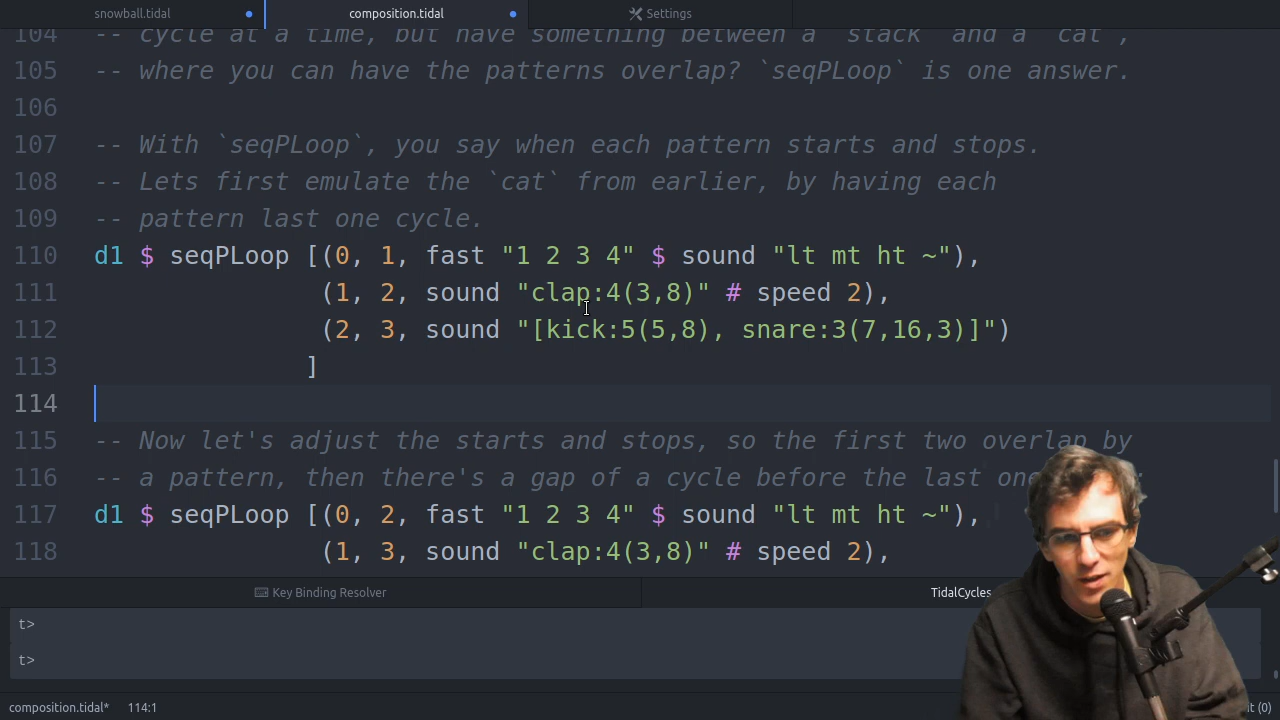 snowball.tidal
composition.tidal
Settings
104 -- cycle at a time, but have something between a `stack` and a `cat`,
105 -- where you can have the patterns overlap? `seqPLoop` is one answer.
106
107 -- With `seqPLoop`, you say when each pattern starts and stops.
108 -- Lets first emulate the `cat` from earlier, by having each
109 -- pattern last one cycle.
110 d1 $ seqPLoop [(0, 1, fast "1 2 3 4" $ sound "lt mt ht ~"),
111 (1, 2, sound "clap:4(3,8)" # speed 2),
112 (2, 3, sound "[kick:5(5,8), snare:3(7,16,3)]")
113 ]
114
115 -- Now let's adjust the starts and stops, so the first two overlap by
116 -- a pattern, then there's a gap of a cycle before the last one
117 d1 $ seqPLoop [(0, 2, fast "1 2 3 4" $ sound "lt mt ht ~"),
118 (1, 3, sound "clap:4(3,8)" # speed 2),
Key Binding Resolver
TidalCycles
t>
t>
composition.tidal* 114:1
(0)